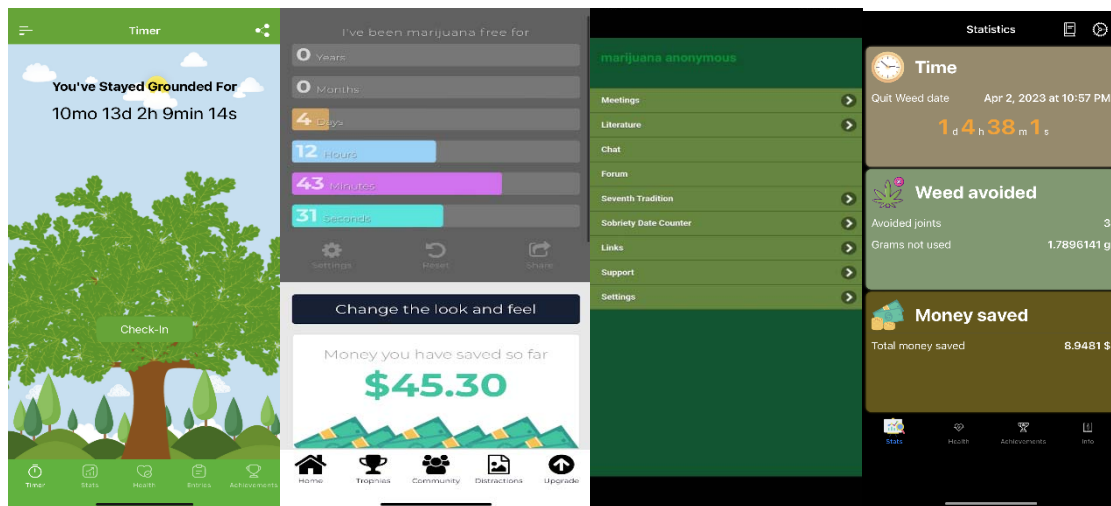 Timer
You've Stayed Grounded For
10mo 13d 2h 9min 14s
Check-In
Timer
Stats
Health
Entries
Achievements
I've been marijuana free for
0 Years
0 Months
4 Days
12 Hours
43 Minutes
31 Seconds
Settings
Reset
Share
Change the look and feel
Money you have saved so far
$45.30
Home
Trophies
Community
Distractions
Upgrade
marijuana anonymous
Meetings
Literature
Chat
Forum
Seventh Tradition
Sobriety Date Counter
Links
Support
Settings
Statistics
Time
Quit Weed date Apr 2, 2023 at 10:57 PM
1 d 4 h 38 m 1 s
Weed avoided
Avoided joints 3
Grams not used 1.7896141 g
Money saved
Total money saved 8.9481 $
Stats
Health
Achievements
Info